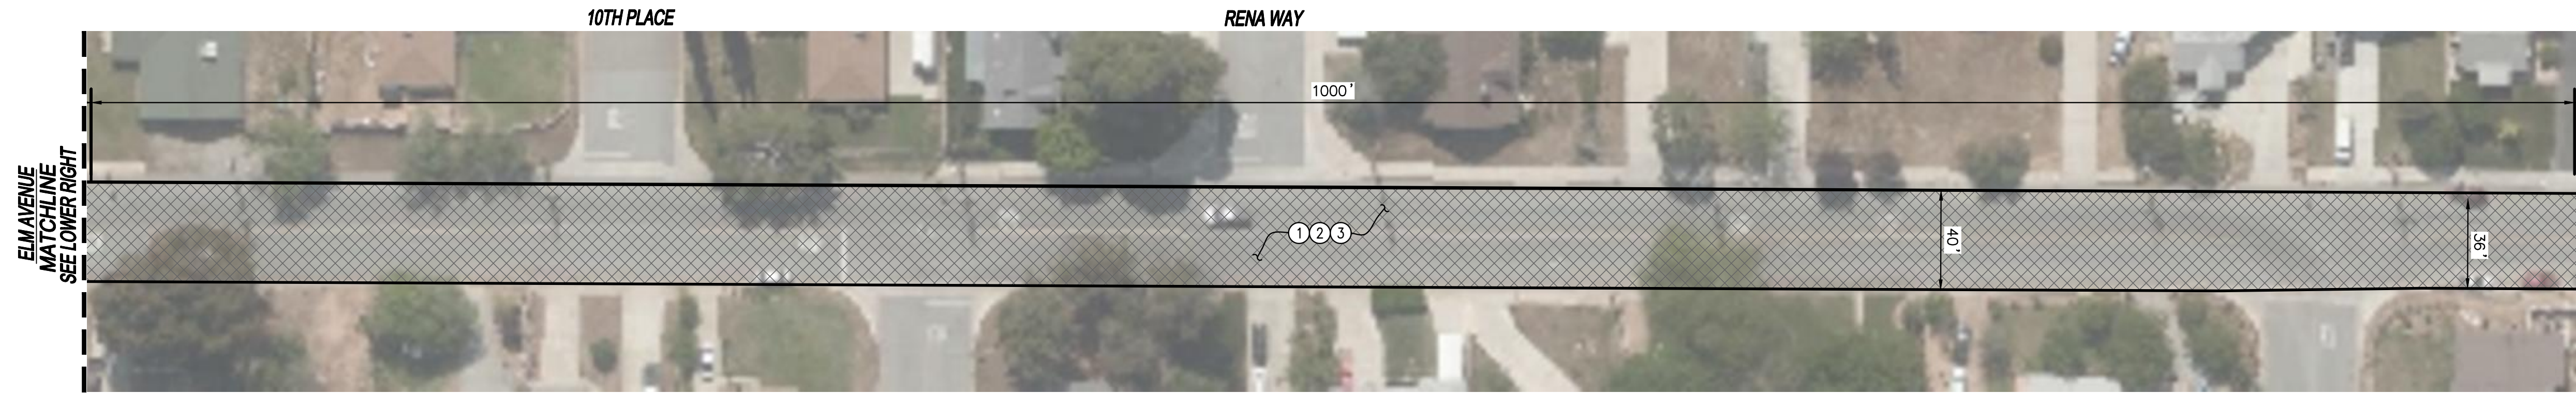 10TH PLACE
RENA WAY
1000'
ELM AVENUE
MATCHLINE
SEE LOWER RIGHT
1 2 3
40'
36'